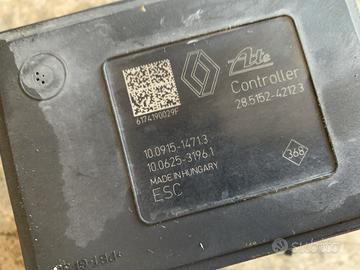 Ate
Controller
28.5152-4212.3
6174190029F
10.0915-1471.3
10.0625-3196.1
MADE IN HUNGARY
ESC
368
Subito